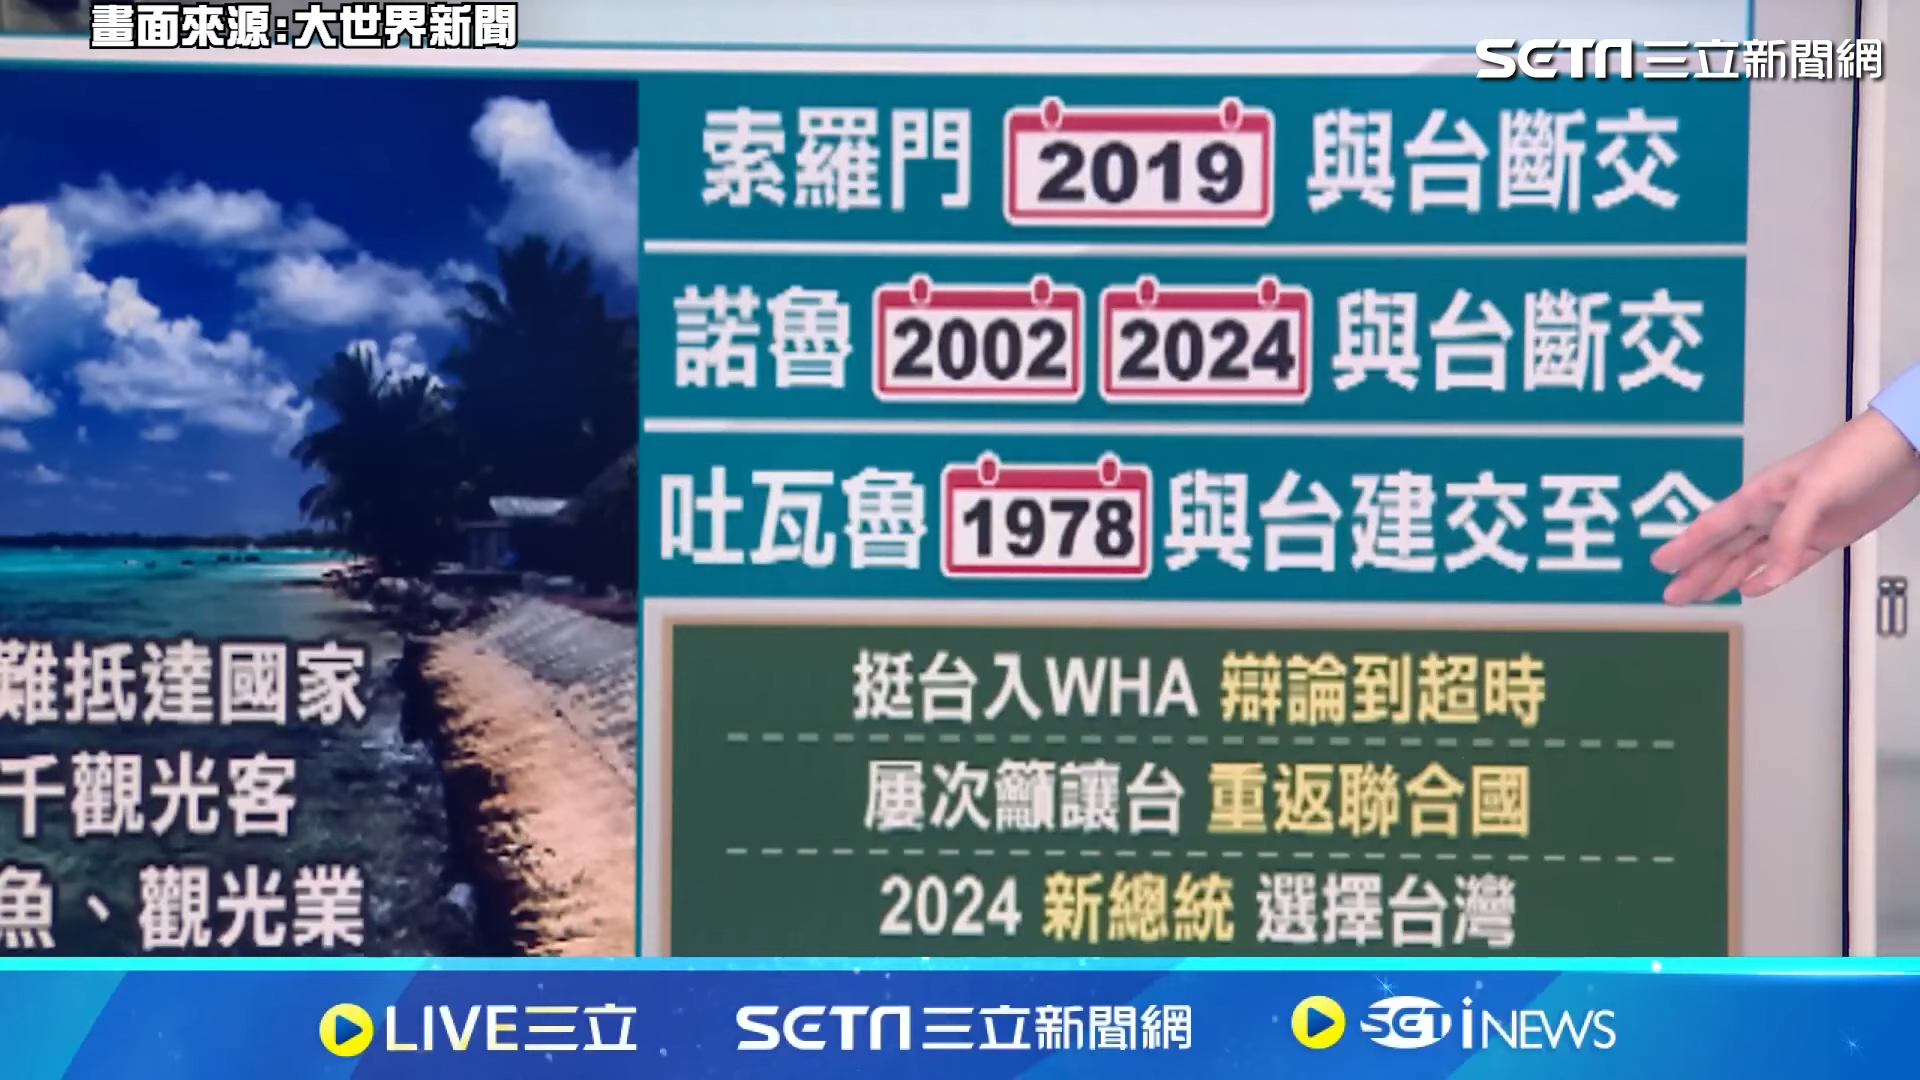 畫面來源:大世界新聞
SETN三立新聞網
索羅門 2019 與台斷交
諾魯 2002 2024 與台斷交
吐瓦魯 1978 與台建交至今
難抵達國家
千觀光客
魚、觀光業
挺台入WHA 辯論到超時
屢次籲讓台 重返聯合國
2024 新總統 選擇台灣
LIVE三立
SETN三立新聞網
SETiNEWS